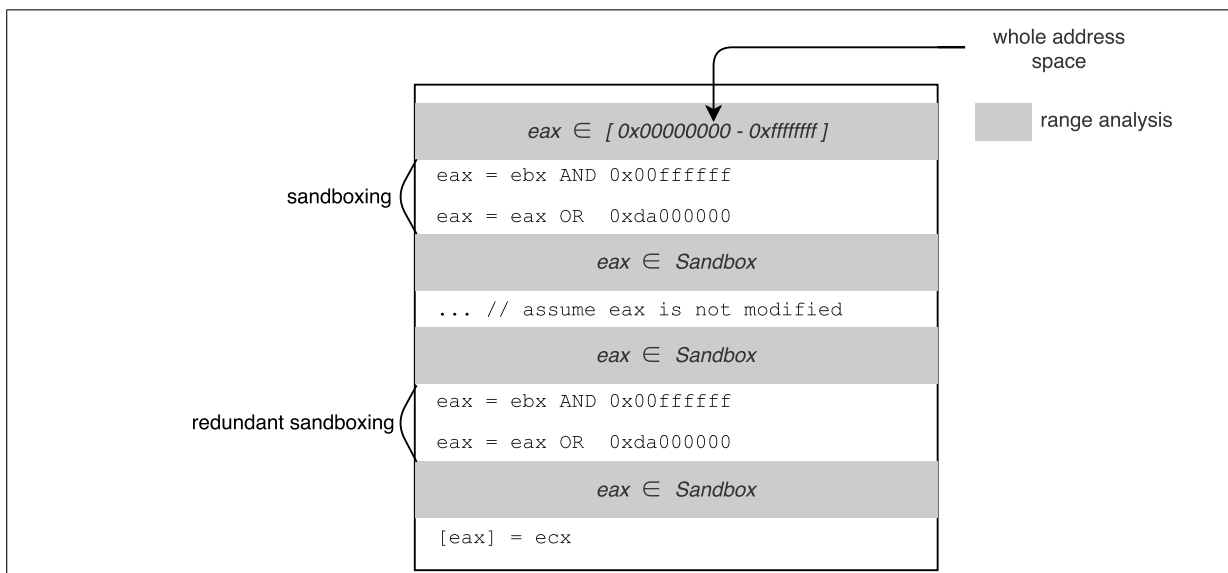 whole address
space
eax ∈ [ 0x00000000 - 0xffffffff ]
range analysis
sandboxing
eax = ebx AND 0x00ffffff
eax = eax OR 0xda000000
eax ∈ Sandbox
... // assume eax is not modified
eax ∈ Sandbox
redundant sandboxing
eax = ebx AND 0x00ffffff
eax = eax OR 0xda000000
eax ∈ Sandbox
[eax] = ecx